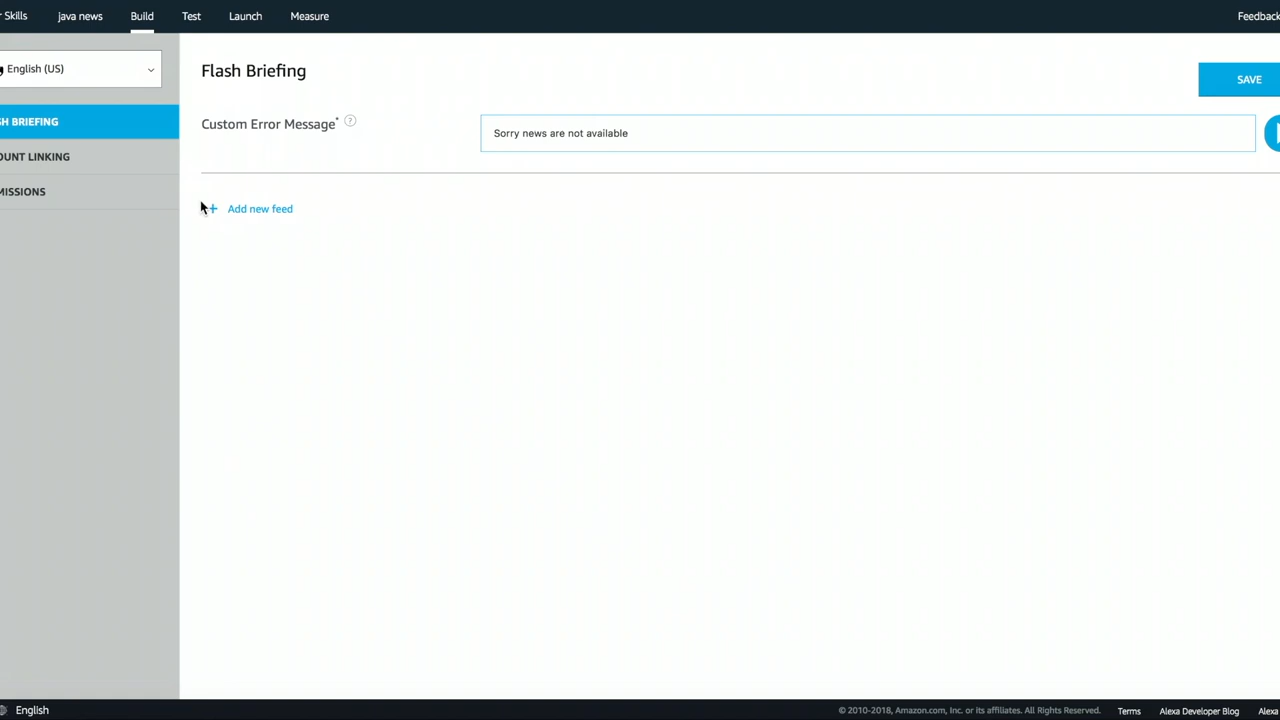 Skills java news Build Test Launch Measure Feedback
English (US)
Flash Briefing
SAVE
SH BRIEFING
Custom Error Message* ?
Sorry news are not available
OUNT LINKING
MISSIONS
+ Add new feed
English
© 2010-2018, Amazon.com, Inc. or its affiliates. All Rights Reserved. Terms Alexa Developer Blog Alexa